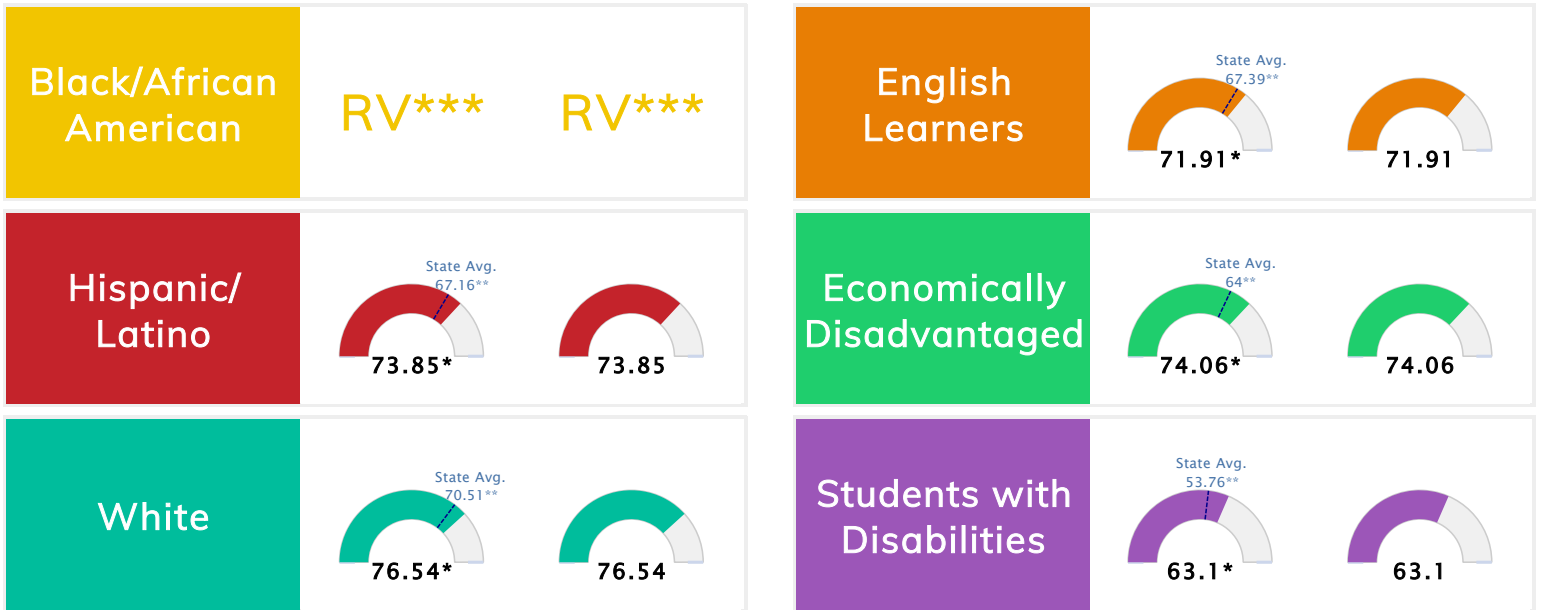 Black/African
American
RV***
RV***
English
Learners
State Avg.
67.39**
71.91*
71.91
Hispanic/
Latino
State Avg.
67.16**
73.85*
73.85
Economically
Disadvantaged
State Avg.
64**
74.06*
74.06
White
State Avg.
70.51**
76.54*
76.54
Students with
Disabilities
State Avg.
53.76**
63.1*
63.1